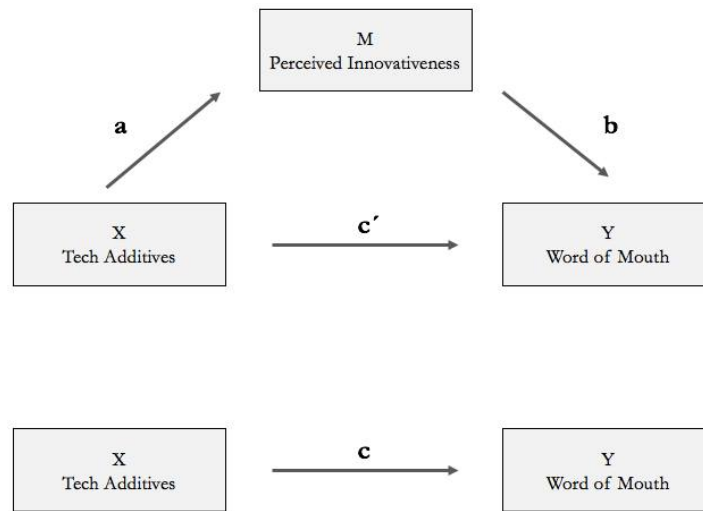 M
Perceived Innovativeness
a
b
X
Tech Additives
c´
Y
Word of Mouth
X
Tech Additives
c
Y
Word of Mouth